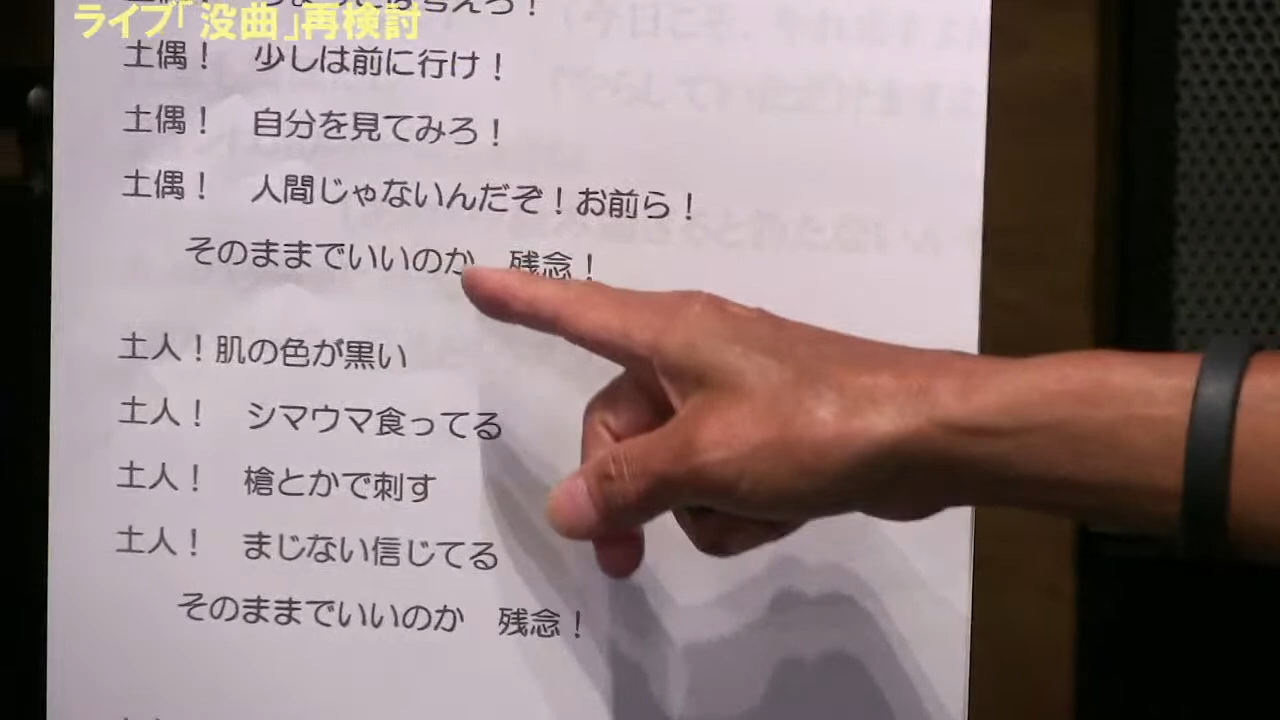 ライブ「没曲」再検討
土偶！　少しは前に行け！
土偶！　自分を見てみろ！
土偶！　人間じゃないんだぞ！お前ら！
そのままでいいのか　残念！
土人！肌の色が黒い
土人！　シマウマ食ってる
土人！　槍とかで刺す
土人！　まじない信じてる
そのままでいいのか　残念！